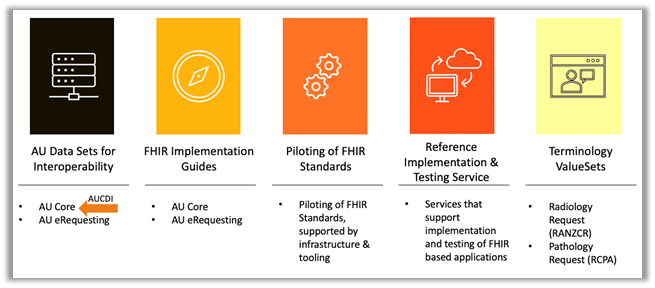 AU Data Sets for
Interoperability
• AU Core
AUCDI
• AU eRequesting
FHIR Implementation
Guides
• AU Core
• AU eRequesting
Piloting of FHIR
Standards
• Piloting of FHIR
Standards,
supported by
infrastructure &
tooling
Reference
Implementation &
Testing Service
• Services that
support
implementation
and testing of FHIR
based applications
Terminology
ValueSets
• Radiology
Request
(RANZCR)
• Pathology
Request (RCPA)